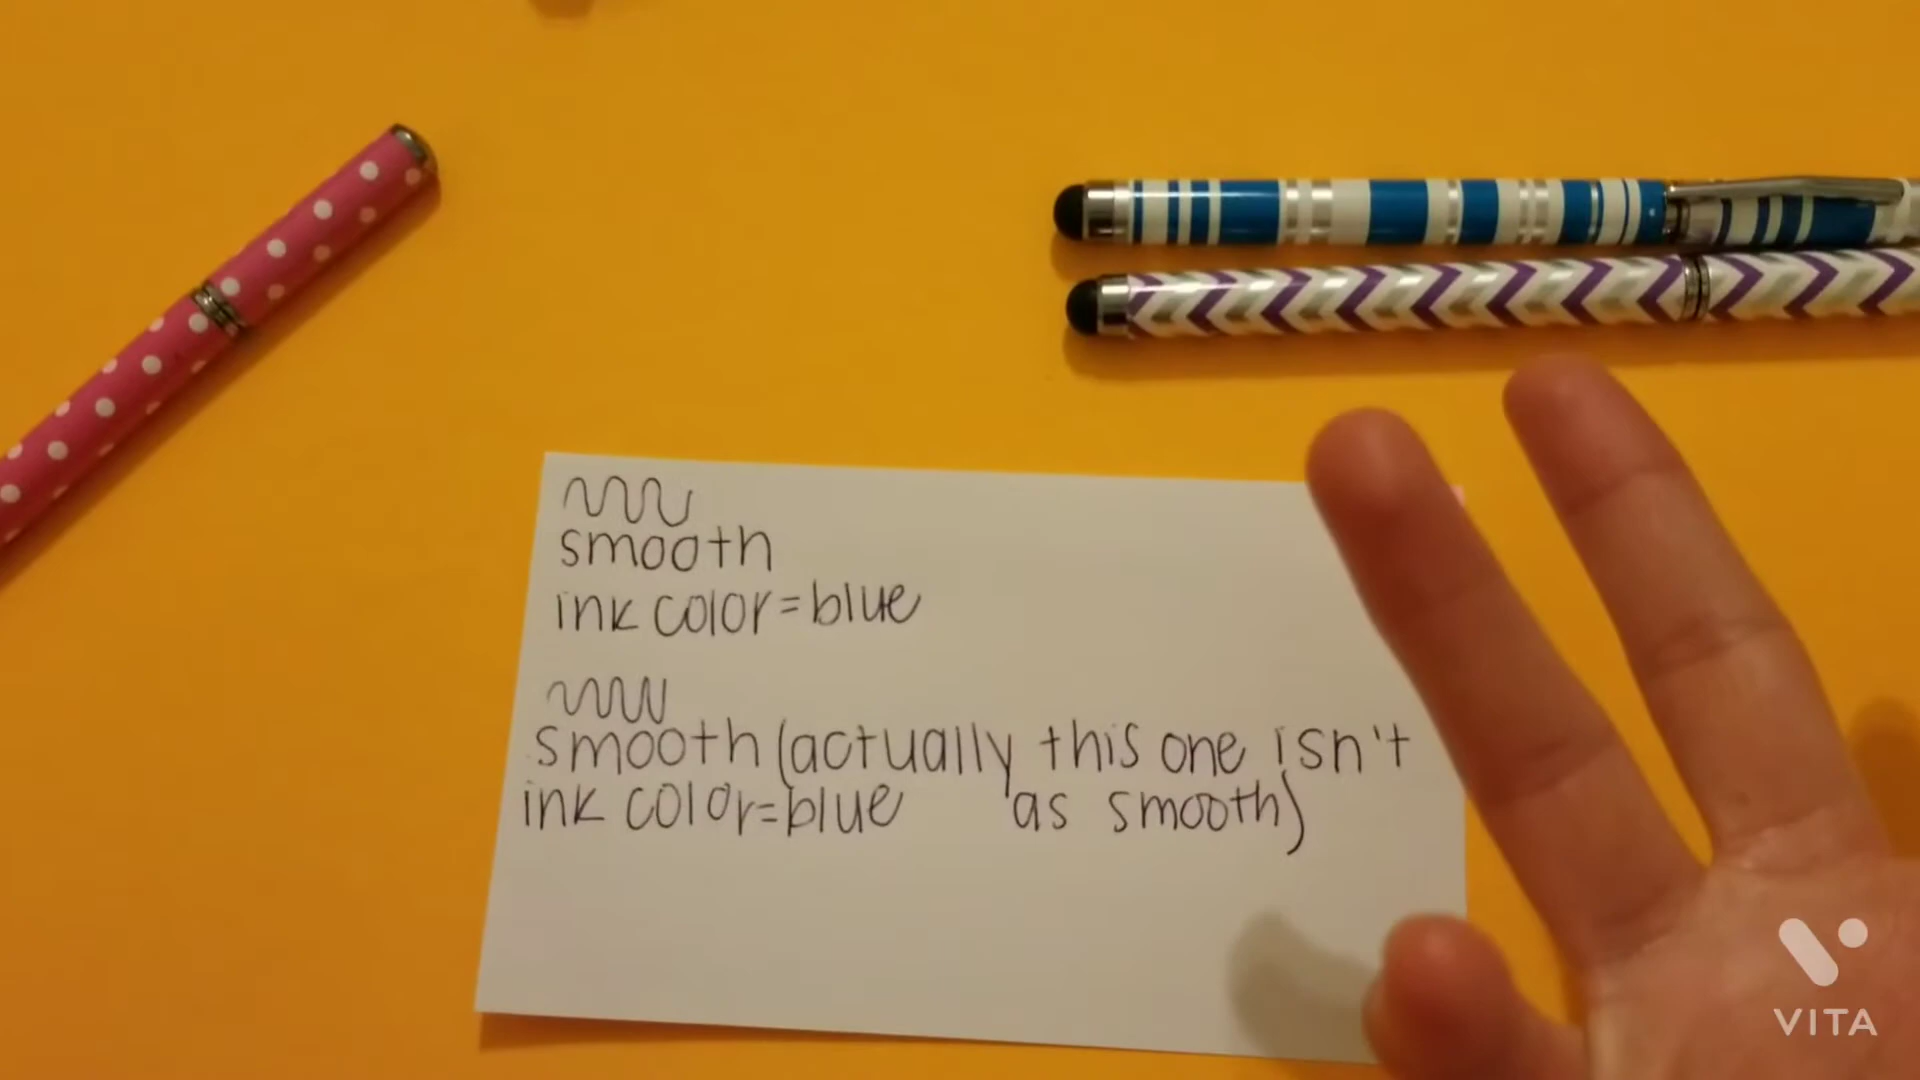 smooth
ink color=blue
smooth (actually this one isn't
ink color=blue as smooth)
VITA